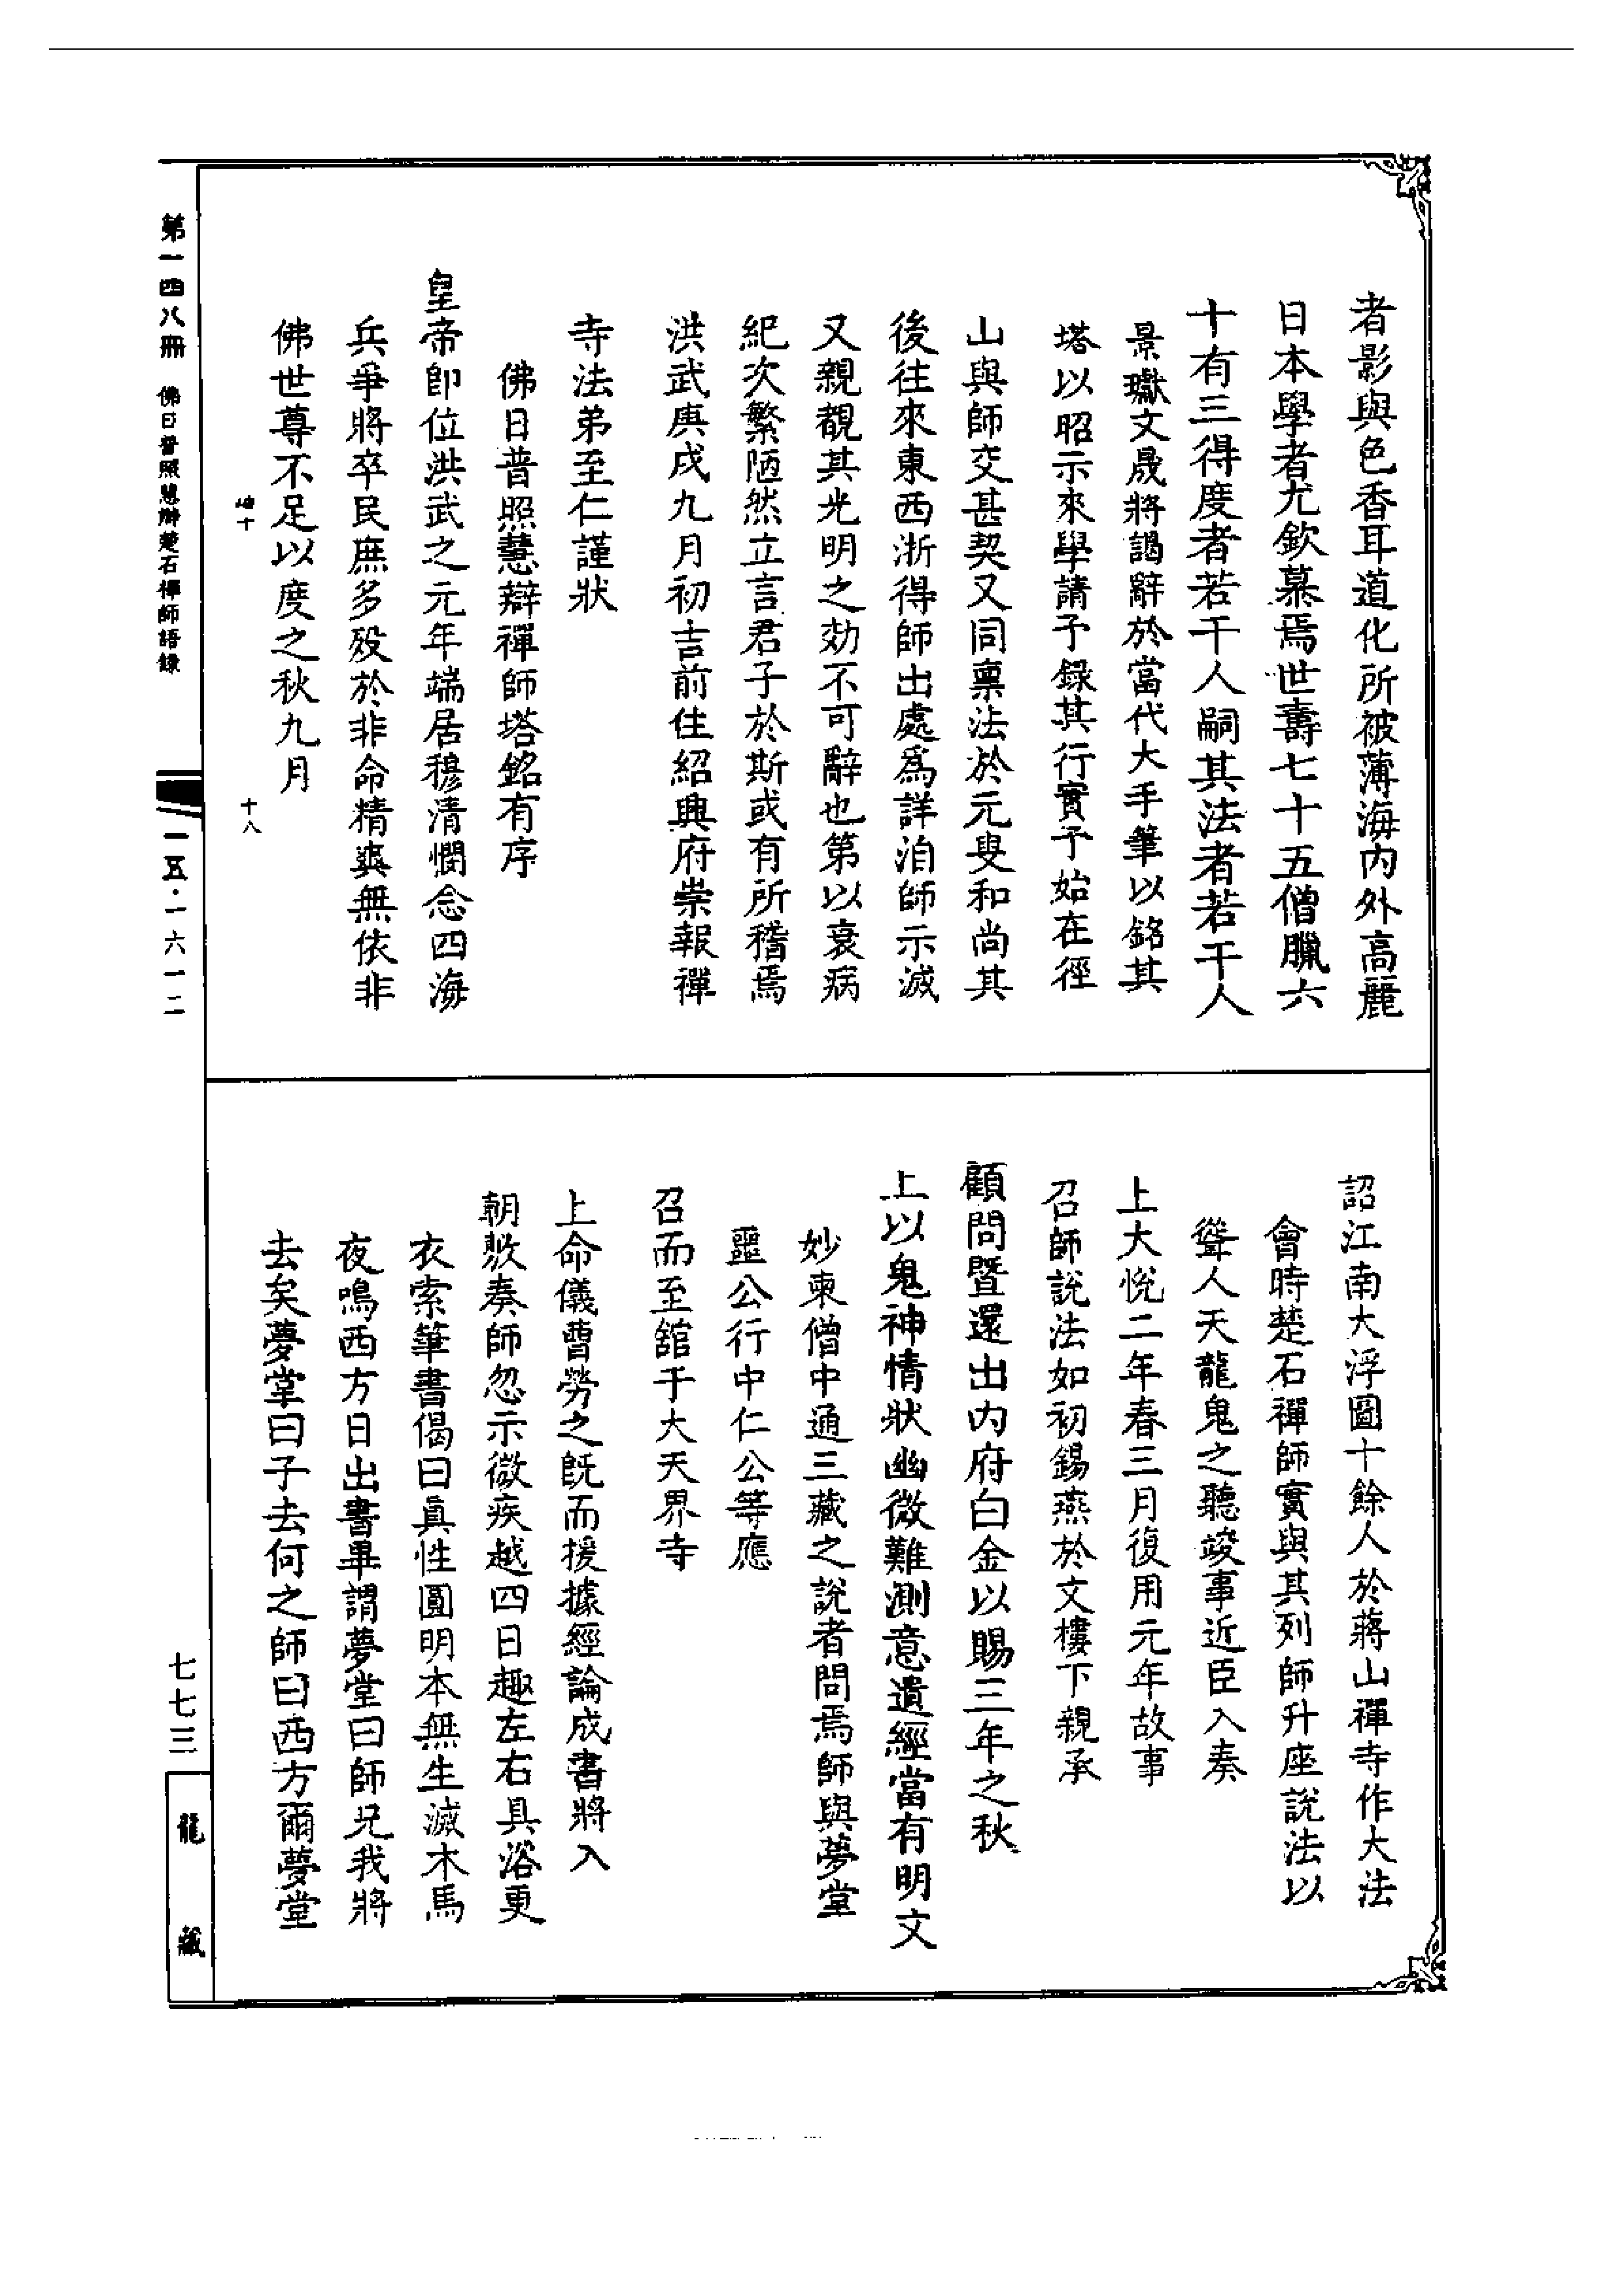 者影與色香耳道化所被薄海內外高麗
日本學者尤欽慕焉世壽七十五僧臘六
十有三得度者若干人嗣其法者若干人
景瓛文晟將謁辭於當代大手筆以銘其
塔以昭示來學請予錄其行實予始在徑
山與師交甚契又同稟法於元叟和尚其
後往來東西浙得師出處為詳洎師示滅
又親覩其光明之効不可辭也第以衰病
紀次繁陋然立言君子於斯或有所稽焉
洪武庚戌九月初吉前住紹興府崇報禪
寺法弟至仁謹狀
佛日普照慧辯禪師塔銘有序
皇帝卽位洪武之元年端居穆清憫念四海
兵爭將卒民庶多歿於非命精爽無依非
佛世尊不足以度之秋九月
詔江南大浮圖十餘人於蔣山禪寺作大法
會時楚石禪師實與其列師升座說法以
聳人天龍鬼之聽竣事近臣入奏
上大悅二年春三月復用元年故事
召師說法如初錫燕於文樓下親承
顧問暨還出內府白金以賜三年之秋
上以鬼神情狀幽微難測意遺經當有明文
妙柬僧中通三藏之說者問焉師與夢堂
噩公行中仁公等應
召而至舘于大天界寺
上命儀曹勞之旣而援據經論成書將入
朝敷奏師忽示微疾越四日趣左右具浴更
衣索筆書偈曰眞性圓明本無生滅木馬
夜鳴西方日出書畢謂夢堂曰師兄我將
去矣夢堂曰子去何之師曰西方爾夢堂
第一四八冊 佛日普照慧辯楚石禪師語錄
十八
一五·一六一二
七七三
龍藏